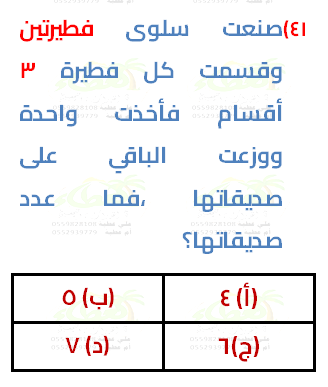 ٤١)صنعت سلوى فطيرتين
وقسمت كل فطيرة ٣
أقسام فأخذت واحدة
ووزعت الباقي على
صديقاتها ،فما عدد
صديقاتها؟
(أ) ٤
(ب) ٥
(ج)٦
(د) ٧